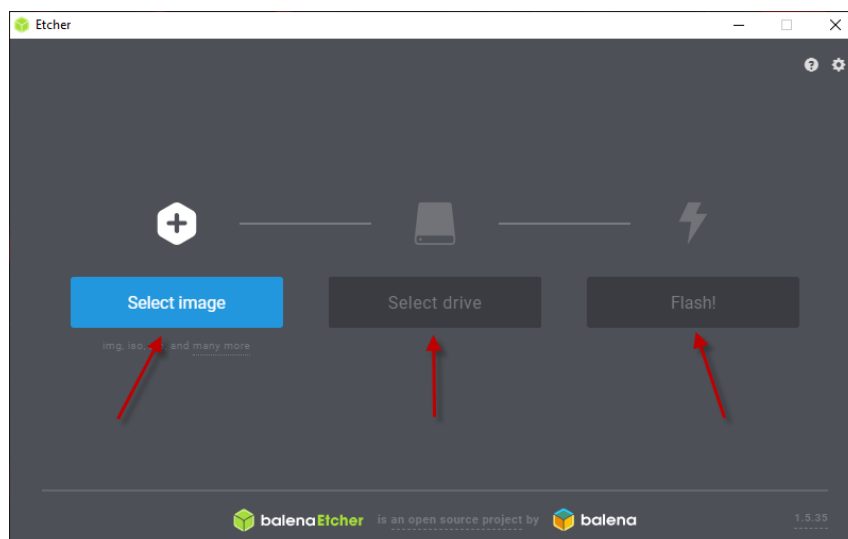 Etcher
Select image
Select drive
Flash!
img, iso, and many more
balenaEtcher is an open source project by balena
1.5.35